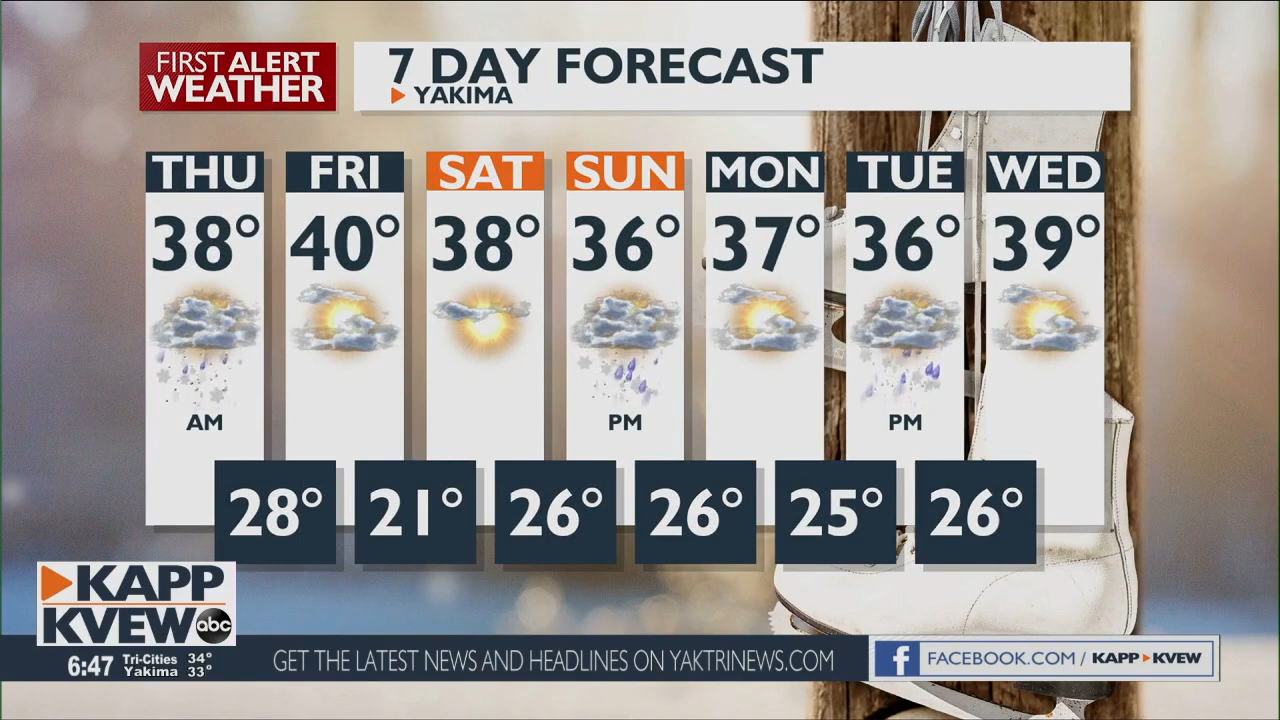 FIRST ALERT
WEATHER
7 DAY FORECAST
YAKIMA
THU FRI SAT SUN MON TUE WED
38° 40° 38° 36° 37° 36° 39°
AM PM PM
28° 21° 26° 26° 25° 26°
KAPP
KVEW abc
6:47 Tri-Cities 34°
Yakima 33°
GET THE LATEST NEWS AND HEADLINES ON YAKTRINEWS.COM
f FACEBOOK.COM / KAPP KVEW